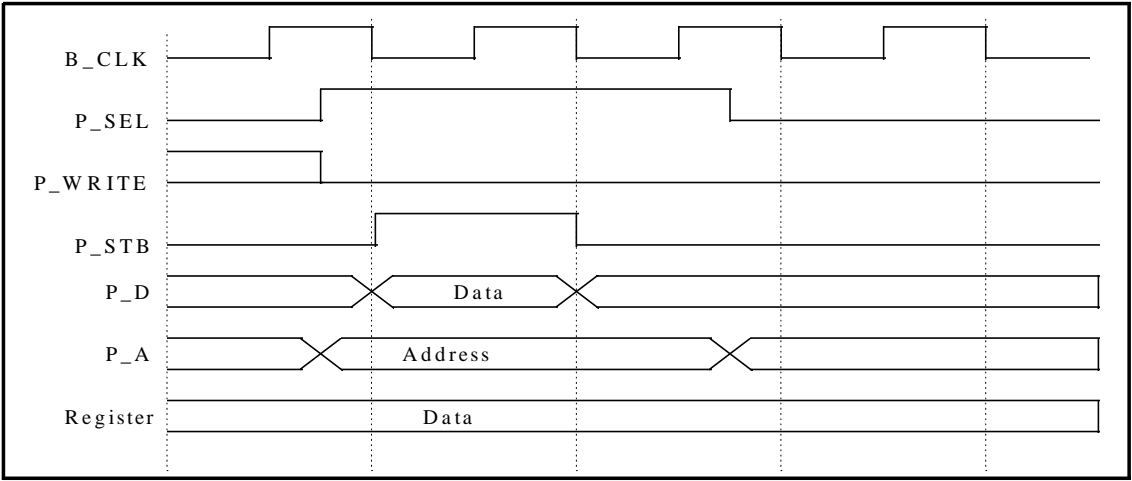 B_CLK
P_SEL
P_WRITE
P_STB
P_D Data
P_A Address
Register Data